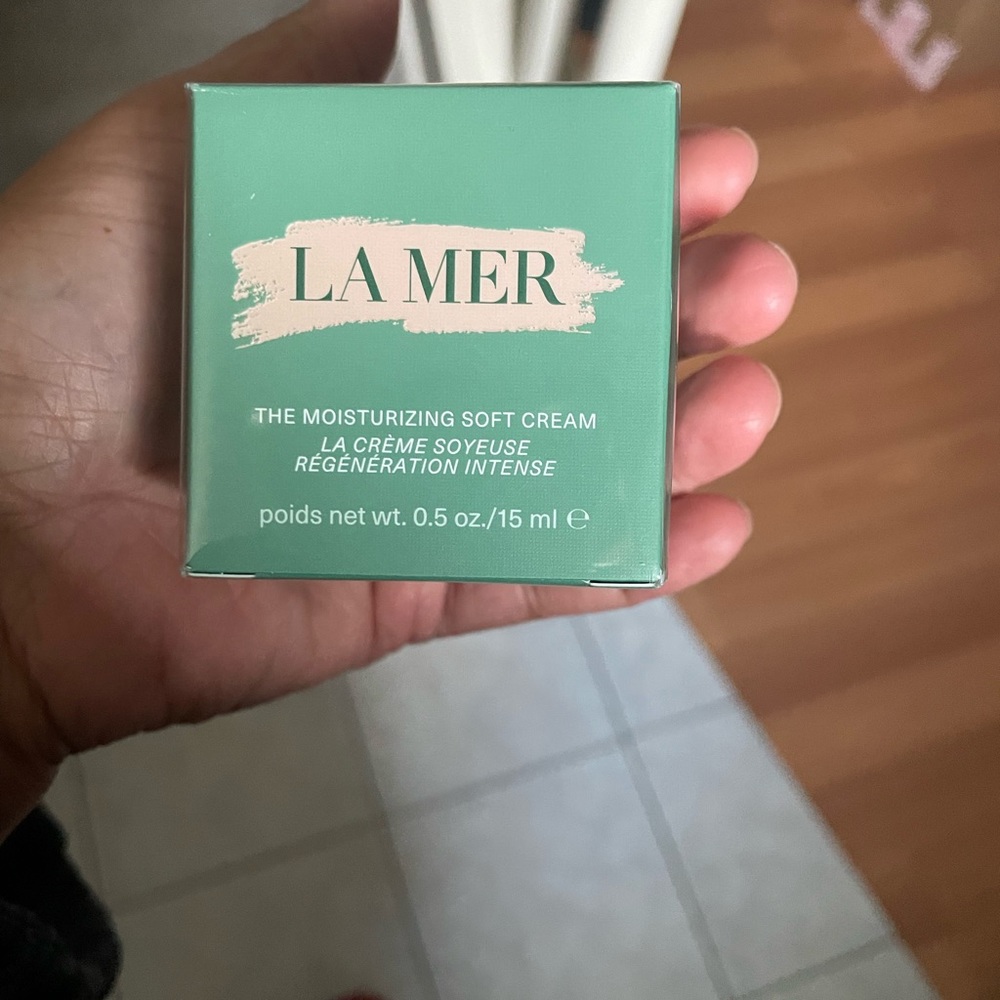 LA MER
THE MOISTURIZING SOFT CREAM
LA CRÈME SOYEUSE
RÉGÉNÉRATION INTENSE
poids net wt. 0.5 oz./15 ml ℮